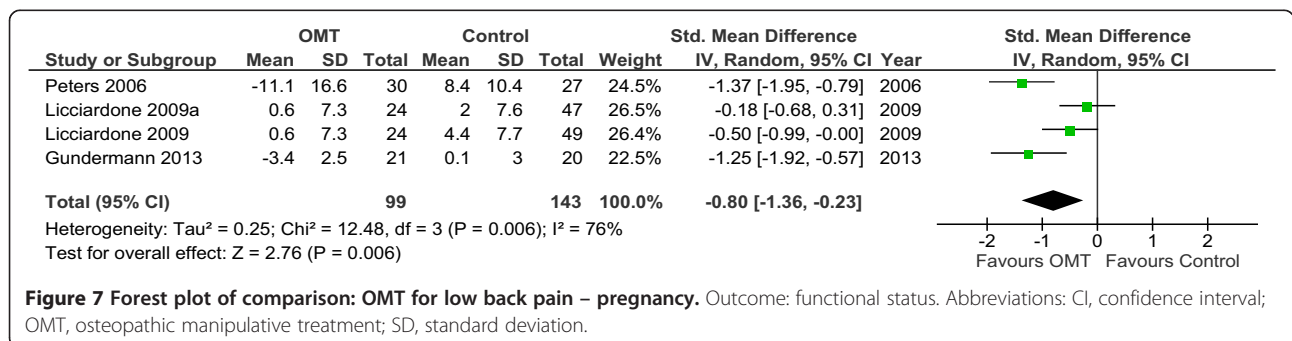 OMT Control Std. Mean Difference Std. Mean Difference
Study or Subgroup Mean SD Total Mean SD Total Weight IV, Random, 95% CI Year IV, Random, 95% CI
Peters 2006 -11.1 16.6 30 8.4 10.4 27 24.5% -1.37 [-1.95, -0.79] 2006
Licciardone 2009a 0.6 7.3 24 2 7.6 47 26.5% -0.18 [-0.68, 0.31] 2009
Licciardone 2009 0.6 7.3 24 4.4 7.7 49 26.4% -0.50 [-0.99, -0.00] 2009
Gundermann 2013 -3.4 2.5 21 0.1 3 20 22.5% -1.25 [-1.92, -0.57] 2013
Total (95% CI) 99 143 100.0% -0.80 [-1.36, -0.23]
Heterogeneity: Tau² = 0.25; Chi² = 12.48, df = 3 (P = 0.006); I² = 76%
Test for overall effect: Z = 2.76 (P = 0.006)
-2 -1 0 1 2
Favours OMT Favours Control
Figure 7 Forest plot of comparison: OMT for low back pain – pregnancy. Outcome: functional status. Abbreviations: CI, confidence interval;
OMT, osteopathic manipulative treatment; SD, standard deviation.